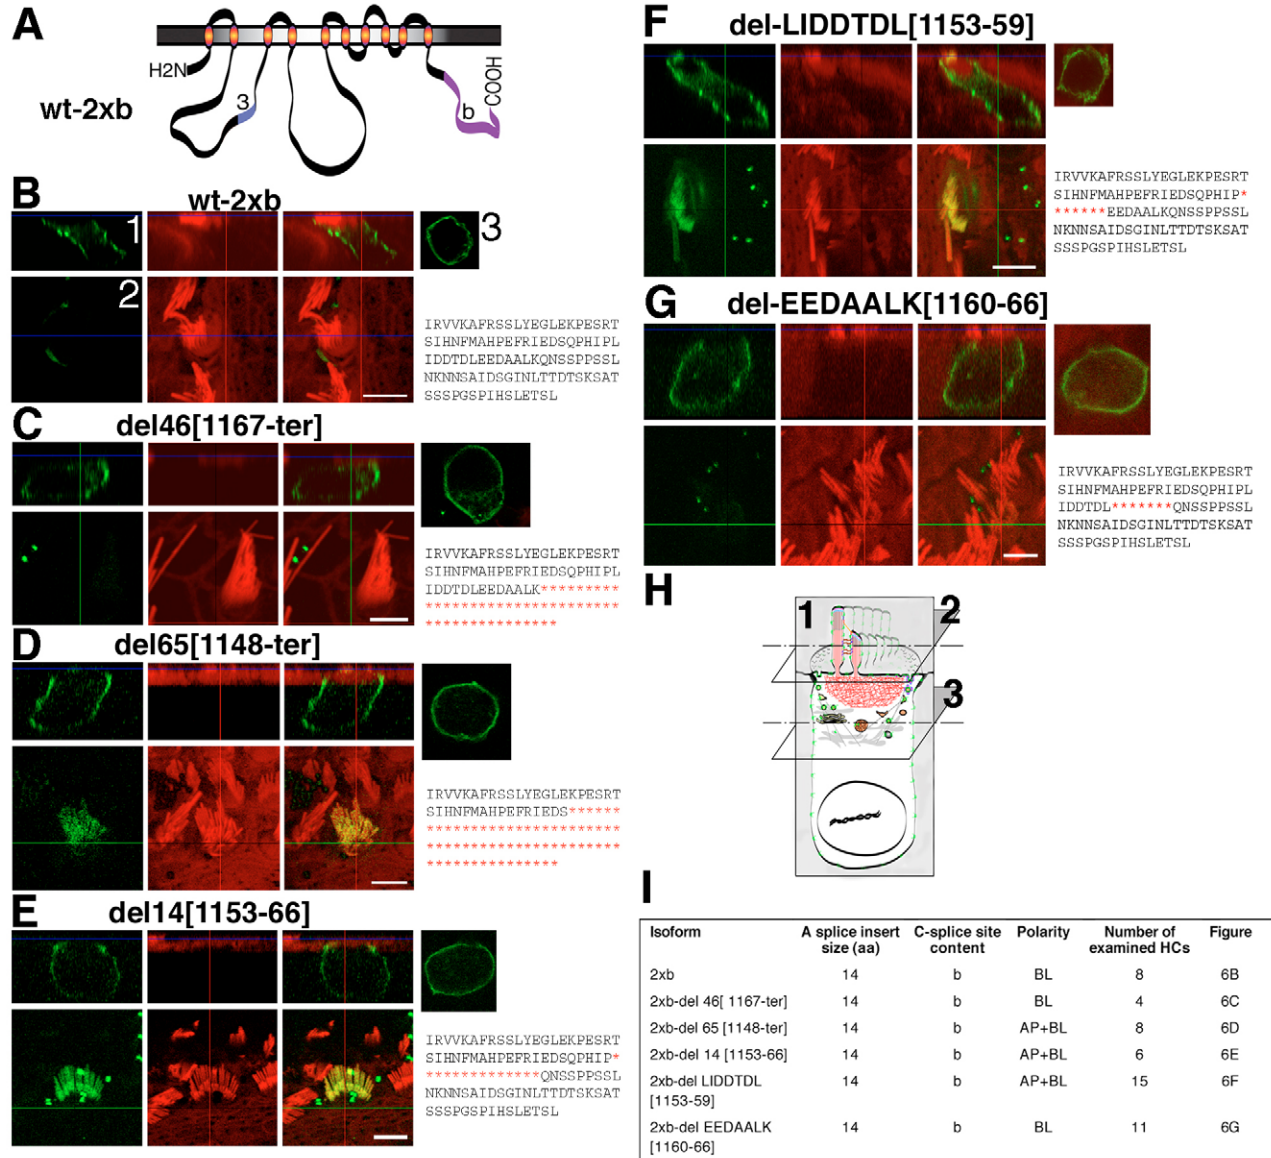 A
H2N
3
b
COOH
wt-2xb
B
wt-2xb
1
3
2
IRVVKAFRSSLYEGLEKPESRT
SIHNFMAHPEFRIEDSQPHIPL
IDDTDLEEDAALKQNSSPPSSL
NKNNSAIDSGINLTTDTSKSAT
SSSPGSPIHSLETSL
C
del46[1167-ter]
IRVVKAFRSSLYEGLEKPESRT
SIHNFMAHPEFRIEDSQPHIPL
IDDTDLEEDAALK*********
**********************
***************
D
del65[1148-ter]
IRVVKAFRSSLYEGLEKPESRT
SIHNFMAHPEFRIEDS******
**********************
**********************
***************
E
del14[1153-66]
IRVVKAFRSSLYEGLEKPESRT
SIHNFMAHPEFRIEDSQPHIP*
*************QNSSPPSSL
NKNNSAIDSGINLTTDTSKSAT
SSSPGSPIHSLETSL
F
del-LIDDTDL[1153-59]
IRVVKAFRSSLYEGLEKPESRT
SIHNFMAHPEFRIEDSQPHIP*
******EEDAALKQNSSPPSSL
NKNNSAIDSGINLTTDTSKSAT
SSSPGSPIHSLETSL
G
del-EEDAALK[1160-66]
IRVVKAFRSSLYEGLEKPESRT
SIHNFMAHPEFRIEDSQPHIPL
IDDTDL*******QNSSPPSSL
NKNNSAIDSGINLTTDTSKSAT
SSSPGSPIHSLETSL
H
1
2
3
I
Isoform A splice insert size (aa) C-splice site content Polarity Number of examined HCs Figure
2xb 14 b BL 8 6B
2xb-del 46[ 1167-ter] 14 b BL 4 6C
2xb-del 65 [1148-ter] 14 b AP+BL 8 6D
2xb-del 14 [1153-66] 14 b AP+BL 6 6E
2xb-del LIDDTDL [1153-59] 14 b AP+BL 15 6F
2xb-del EEDAALK [1160-66] 14 b BL 11 6G